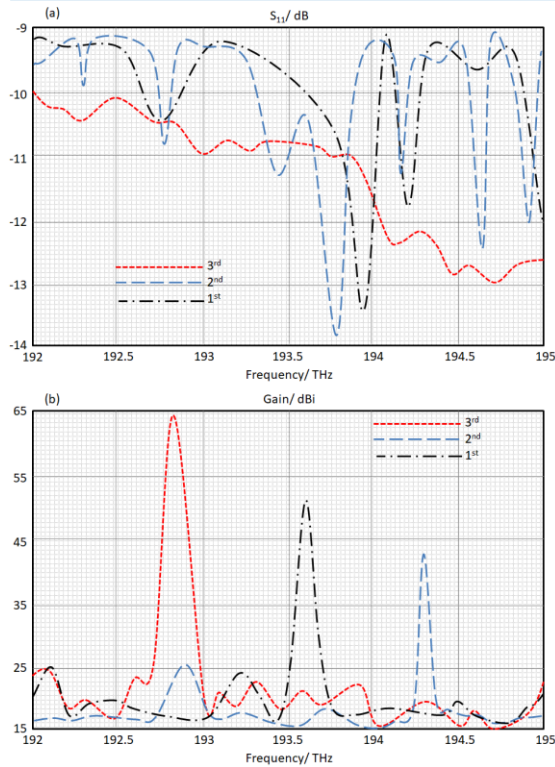 (a) S₁₁/ dB
-9
-10
-11
-12
-13
-14
3ʳᵈ
2ⁿᵈ
1ˢᵗ
192 192.5 193 193.5 194 194.5 195
Frequency/ THz
(b) Gain/ dBi
65
55
45
35
25
15
3ʳᵈ
2ⁿᵈ
1ˢᵗ
192 192.5 193 193.5 194 194.5 195
Frequency/ THz